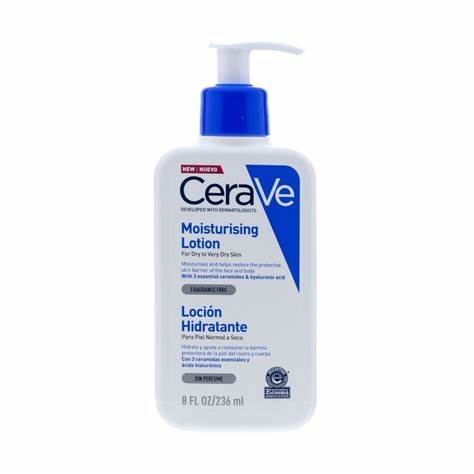 NEW / NUEVO
CeraVe
DEVELOPED WITH DERMATOLOGISTS
Moisturising
Lotion
For Dry to Very Dry Skin
Moisturises and helps restore the protective
skin barrier of the face and body
With 3 essential ceramides & hyaluronic acid
FRAGRANCE FREE
Loción
Hidratante
Para Piel Normal a Seca
Hidrata y ayuda a restaurar la barrera
protectora de la piel del rostro y cuerpo
Con 3 ceramidas esenciales y
ácido hialurónico
SIN PERFUME
Eczema
ASSOCIATION
8 FL OZ/236 ml